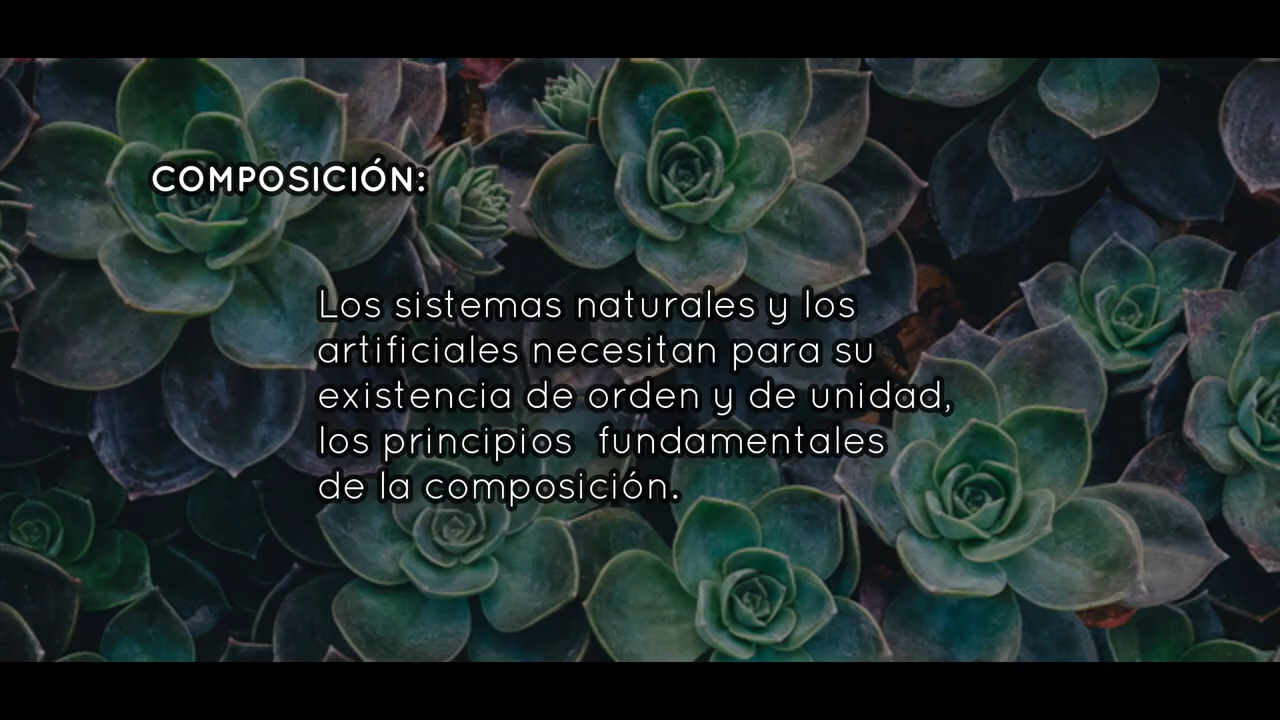 COMPOSICIÓN:
Los sistemas naturales y los
artificiales necesitan para su
existencia de orden y de unidad,
los principios  fundamentales
de la composición.